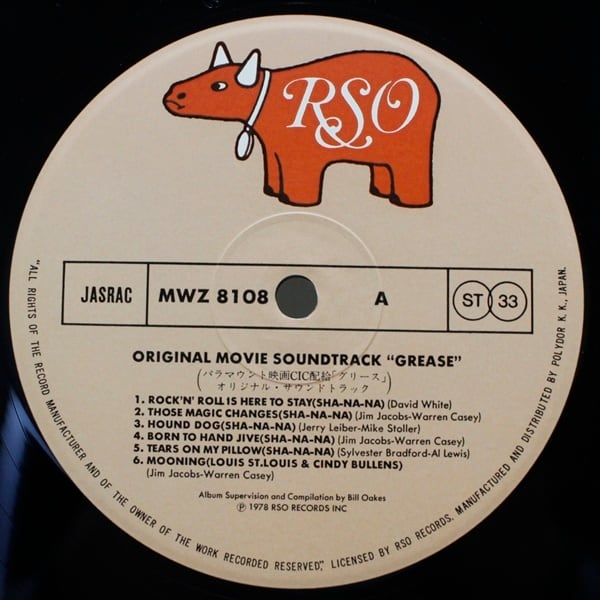 RSO
JASRAC
MWZ 8108
A
ST 33
ORIGINAL MOVIE SOUNDTRACK “GREASE”
(パラマウント映画CIC配給「グリース」
オリジナル・サウンドトラック)
1. ROCK'N' ROLL IS HERE TO STAY(SHA-NA-NA) (David White)
2. THOSE MAGIC CHANGES(SHA-NA-NA) (Jim Jacobs-Warren Casey)
3. HOUND DOG(SHA-NA-NA) (Jerry Leiber-Mike Stoller)
4. BORN TO HAND JIVE(SHA-NA-NA) (Jim Jacobs-Warren Casey)
5. TEARS ON MY PILLOW(SHA-NA-NA) (Sylvester Bradford-Al Lewis)
6. MOONING(LOUIS ST.LOUIS & CINDY BULLENS)
(Jim Jacobs-Warren Casey)
Album Supervision and Compilation by Bill Oakes
Ⓟ 1978 RSO RECORDS INC
“ALL RIGHTS OF THE RECORD MANUFACTURER AND OF THE OWNER OF THE WORK RECORDED RESERVED”, LICENSED BY RSO RECORDS. MANUFACTURED AND DISTRIBUTED BY POLYDOR K. K., JAPAN.